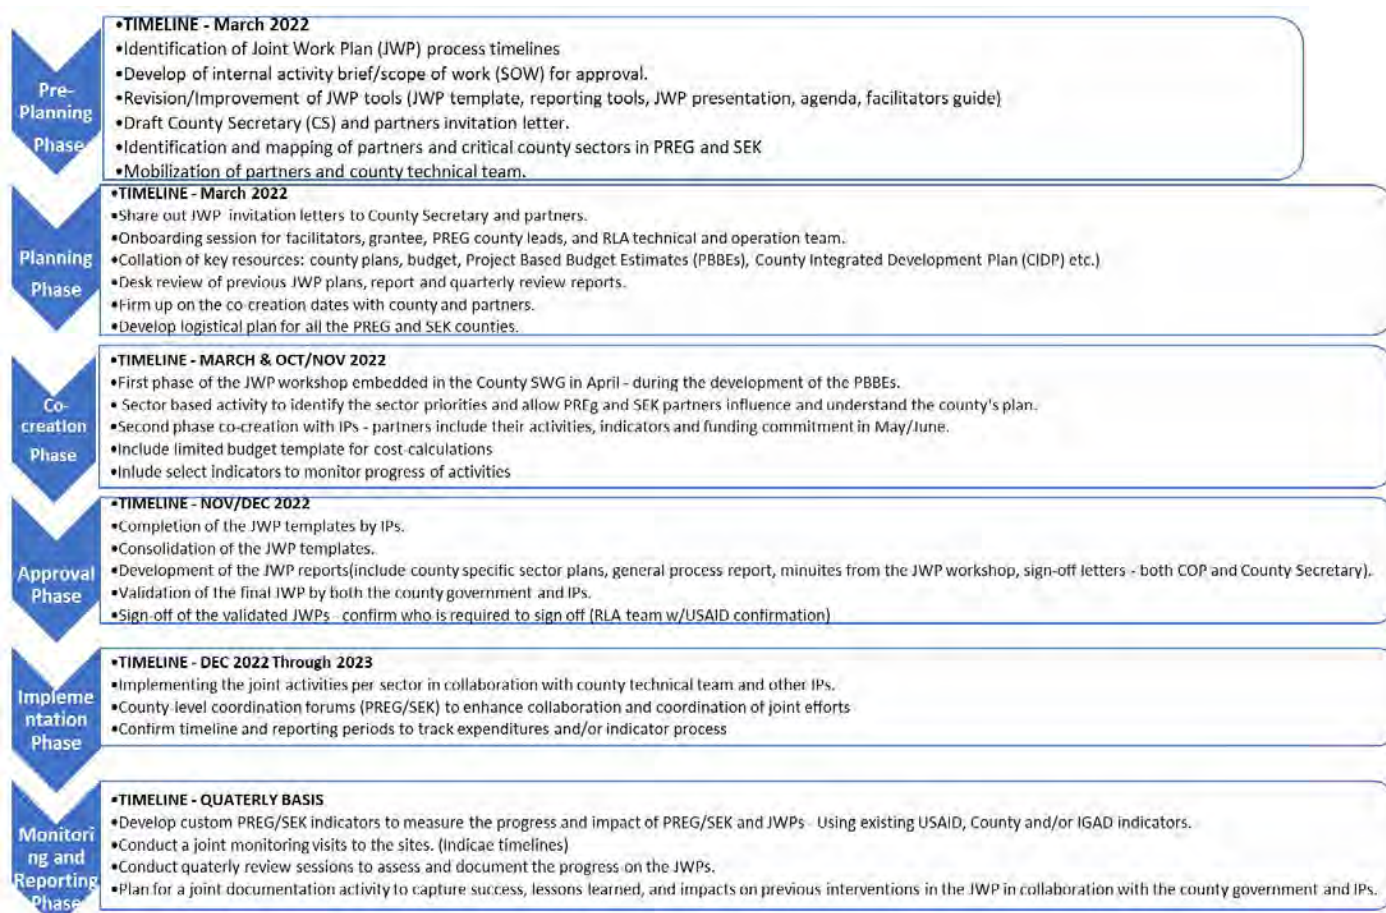 Pre-
Planning
Phase
•TIMELINE - March 2022
•Identification of Joint Work Plan (JWP) process timelines
•Develop of internal activity brief/scope of work (SOW) for approval.
•Revision/Improvement of JWP tools (JWP template, reporting tools, JWP presentation, agenda, facilitators guide)
•Draft County Secretary (CS) and partners invitation letter.
•Identification and mapping of partners and critical county sectors in PREG and SEK
•Mobilization of partners and county technical team.
Planning
Phase
•TIMELINE - March 2022
•Share out JWP invitation letters to County Secretary and partners.
•Onboarding session for facilitators, grantee, PREG county leads, and RLA technical and operation team.
•Collation of key resources: county plans, budget, Project Based Budget Estimates (PBBEs), County Integrated Development Plan (CIDP) etc.)
•Desk review of previous JWP plans, report and quarterly review reports.
•Firm up on the co-creation dates with county and partners.
•Develop logistical plan for all the PREG and SEK counties.
Co-
creation
Phase
•TIMELINE - MARCH & OCT/NOV 2022
•First phase of the JWP workshop embedded in the County SWG in April - during the development of the PBBEs.
• Sector based activity to identify the sector priorities and allow PREg and SEK partners influence and understand the county's plan.
•Second phase co-creation with IPs - partners include their activities, indicators and funding commitment in May/June.
•Include limited budget template for cost-calculations
•Inlude select indicators to monitor progress of activities
Approval
Phase
•TIMELINE - NOV/DEC 2022
•Completion of the JWP templates by IPs.
•Consolidation of the JWP templates.
•Development of the JWP reports(include county specific sector plans, general process report, minuites from the JWP workshop, sign-off letters - both COP and County Secretary).
•Validation of the final JWP by both the county government and IPs.
•Sign-off of the validated JWPs - confirm who is required to sign off (RLA team w/USAID confirmation)
Impleme
ntation
Phase
•TIMELINE - DEC 2022 Through 2023
•Implementing the joint activities per sector in collaboration with county technical team and other IPs.
•County-level coordination forums (PREG/SEK) to enhance collaboration and coordination of joint efforts
•Confirm timeline and reporting periods to track expenditures and/or indicator process
Monitori
ng and
Reporting
Phase
•TIMELINE - QUATERLY BASIS
•Develop custom PREG/SEK indicators to measure the progress and impact of PREG/SEK and JWPs - Using existing USAID, County and/or IGAD indicators.
•Conduct a joint monitoring visits to the sites. (Indicae timelines)
•Conduct quaterly review sessions to assess and document the progress on the JWPs.
•Plan for a joint documentation activity to capture success, lessons learned, and impacts on previous interventions in the JWP in collaboration with the county government and IPs.